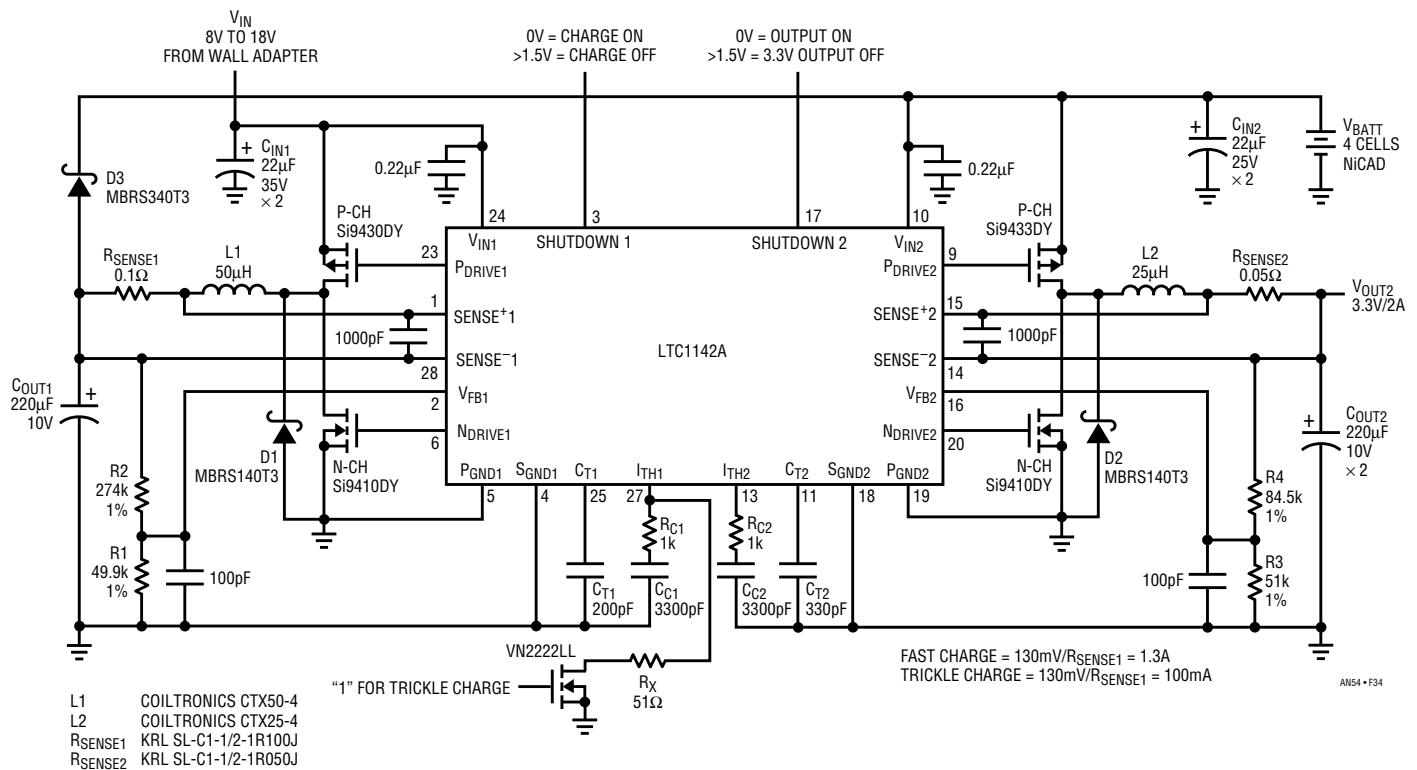 V_IN
8V TO 18V
FROM WALL ADAPTER
0V = CHARGE ON
>1.5V = CHARGE OFF
0V = OUTPUT ON
>1.5V = 3.3V OUTPUT OFF
D3
MBRS340T3
+
C_IN1
22µF
35V
× 2
0.22µF
0.22µF
+
C_IN2
22µF
25V
× 2
V_BATT
4 CELLS
NiCAD
P-CH
Si9430DY
P-CH
Si9433DY
24
3
17
10
V_IN1
SHUTDOWN 1
SHUTDOWN 2
V_IN2
23
P_DRIVE1
P_DRIVE2
9
R_SENSE1
0.1Ω
L1
50µH
L2
25µH
R_SENSE2
0.05Ω
V_OUT2
3.3V/2A
1
SENSE+1
SENSE+2
15
1000pF
LTC1142A
1000pF
SENSE–1
SENSE–2
28
14
V_FB1
V_FB2
2
16
N_DRIVE1
N_DRIVE2
6
20
C_OUT1
220µF
10V
+
D1
MBRS140T3
N-CH
Si9410DY
N-CH
Si9410DY
D2
MBRS140T3
+
C_OUT2
220µF
10V
× 2
P_GND1
S_GND1
C_T1
I_TH1
I_TH2
C_T2
S_GND2
P_GND2
5
4
25
27
13
11
18
19
R2
274k
1%
R4
84.5k
1%
R_C1
1k
R_C2
1k
R1
49.9k
1%
100pF
C_T1
200pF
C_C1
3300pF
C_C2
3300pF
C_T2
330pF
100pF
R3
51k
1%
VN2222LL
"1" FOR TRICKLE CHARGE
R_X
51Ω
FAST CHARGE = 130mV/R_SENSE1 = 1.3A
TRICKLE CHARGE = 130mV/R_SENSE1 = 100mA
AN54 • F34
L1 COILTRONICS CTX50-4
L2 COILTRONICS CTX25-4
R_SENSE1 KRL SL-C1-1/2-1R100J
R_SENSE2 KRL SL-C1-1/2-1R050J